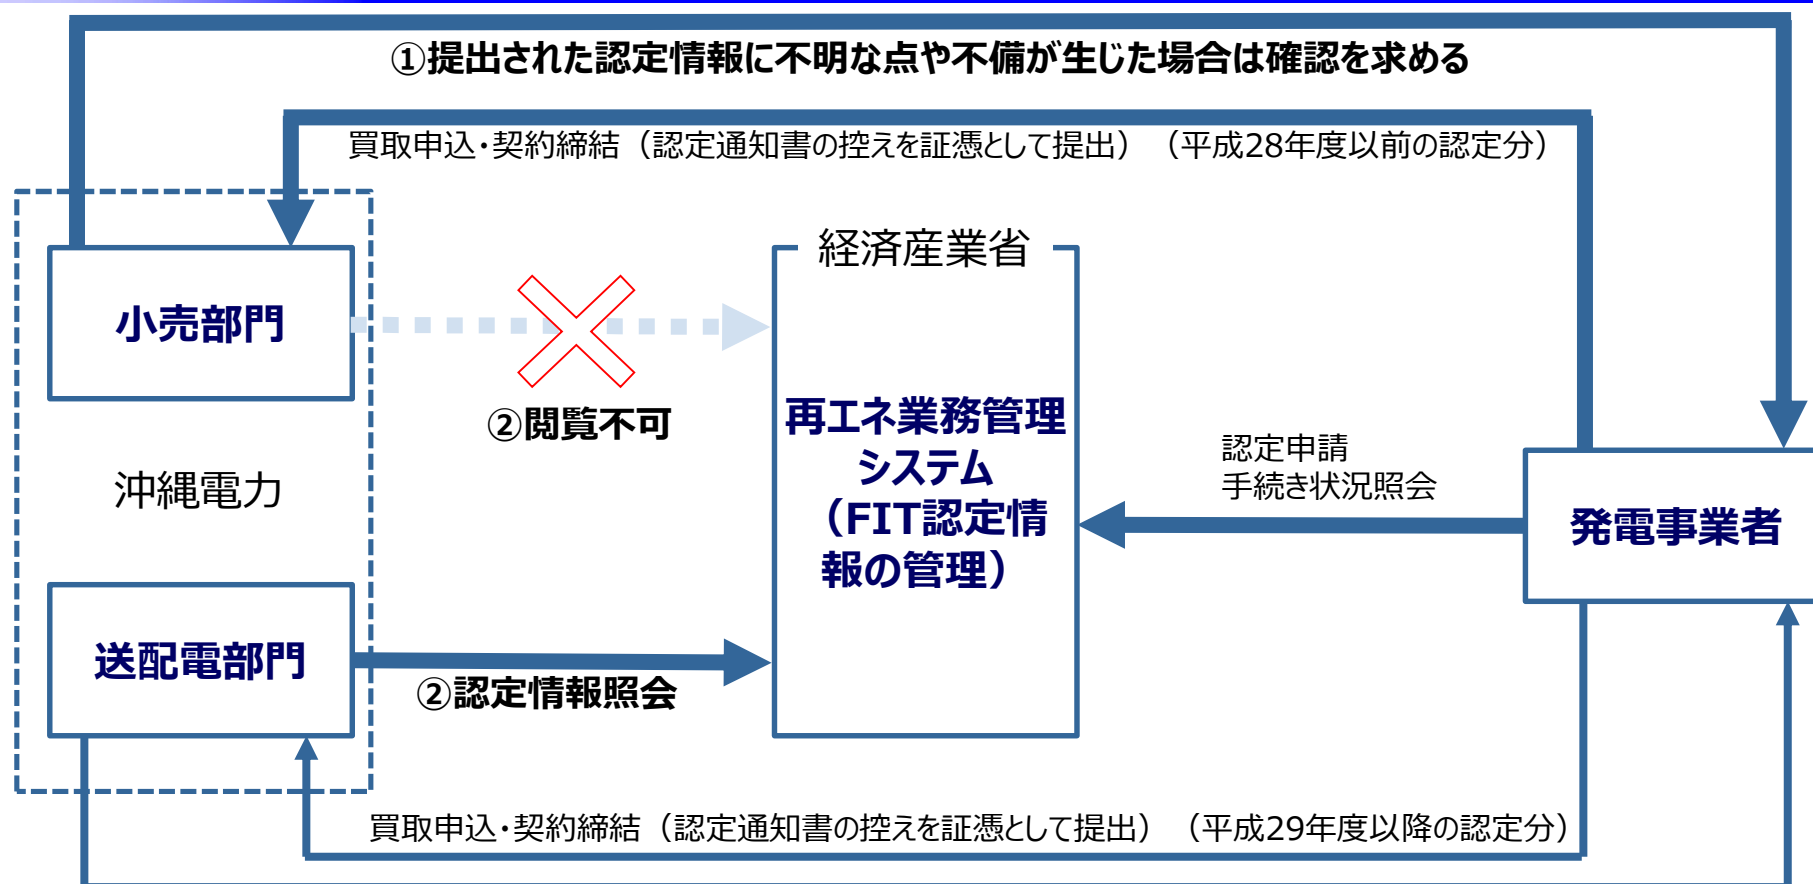 ①提出された認定情報に不明な点や不備が生じた場合は確認を求める
買取申込・契約締結（認定通知書の控えを証憑として提出）（平成28年度以前の認定分）
経済産業省
小売部門
②閲覧不可
再エネ業務管理
システム
（FIT認定情
報の管理）
認定申請
手続き状況照会
沖縄電力
発電事業者
送配電部門
②認定情報照会
買取申込・契約締結（認定通知書の控えを証憑として提出）（平成29年度以降の認定分）